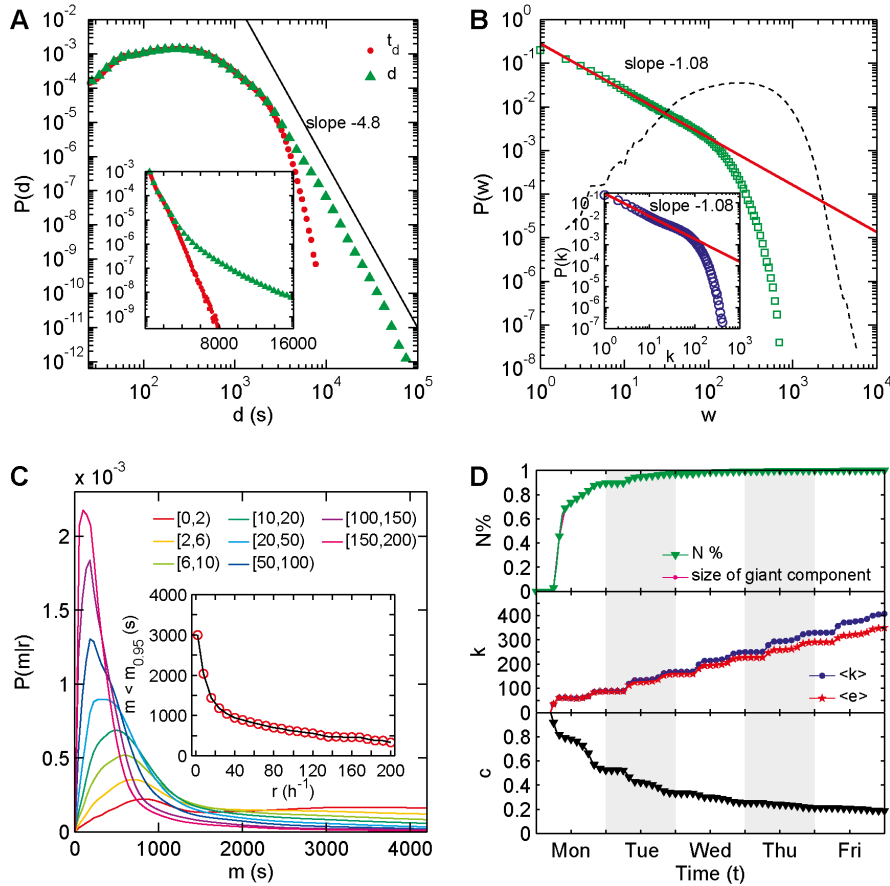 A
10^-2
10^-3
10^-4
10^-5
10^-6
10^-7
10^-8
10^-9
10^-10
10^-11
10^-12
P(d)
t_d
d
slope -4.8
10^-3
10^-4
10^-5
10^-6
10^-7
10^-8
10^-9
8000
16000
10^2
10^3
10^4
10^5
d (s)
B
10^0
10^-1
10^-2
10^-3
10^-4
10^-5
10^-6
10^-7
10^-8
P(w)
slope -1.08
slope -1.08
10^-10
10^-1
10^-2
10^-3
10^-4
10^-5
10^-6
10^-7
P(k)
10^0
10^1
10^2
10^3
k
10^0
10^1
10^2
10^3
10^4
w
C
x 10^-3
2
1
0.5
0
P(m|r)
[0,2)
[2,6)
[6,10)
[10,20)
[20,50)
[50,100)
[100,150)
[150,200)
4000
3000
2000
1000
0
m < m_0.95 (s)
0
40
80
120
160
200
r (h^-1)
0
1000
2000
3000
4000
m (s)
D
1
0.8
0.6
0.4
0.2
0
N%
N %
size of giant component
400
300
200
100
0
k
<k>
<e>
0.8
0.6
0.4
0.2
0
c
Mon
Tue
Wed
Thu
Fri
Time (t)